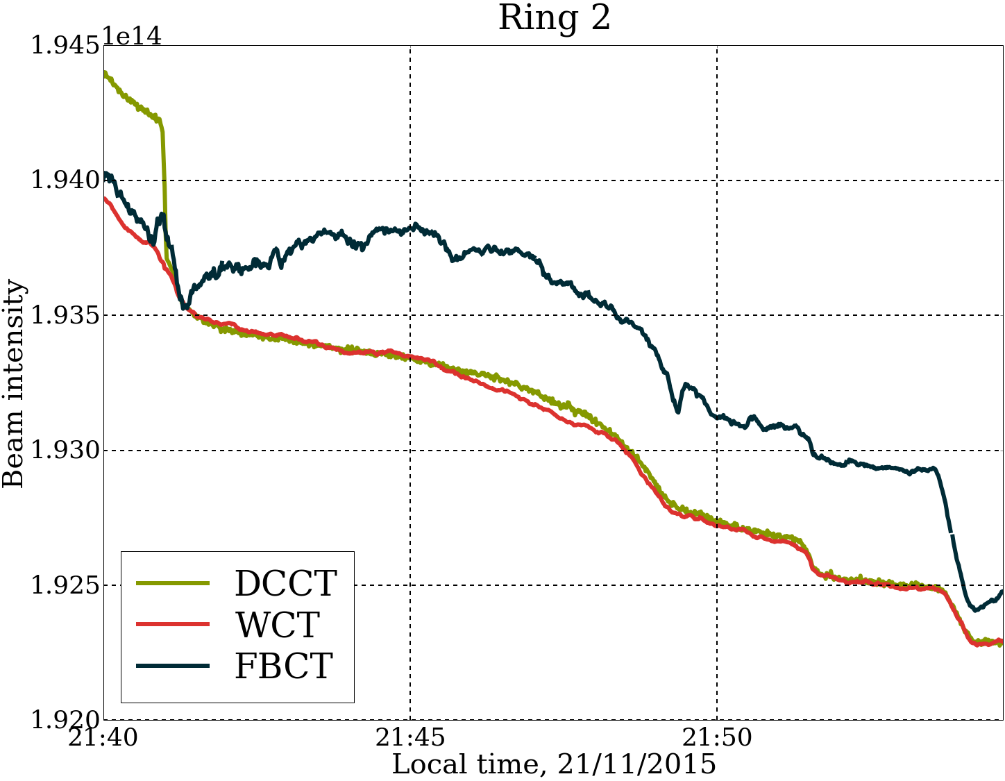 Ring 2
1e14
1.945
1.940
1.935
1.930
1.925
1.920
Beam intensity
DCCT
WCT
FBCT
21:40
21:45
21:50
Local time, 21/11/2015